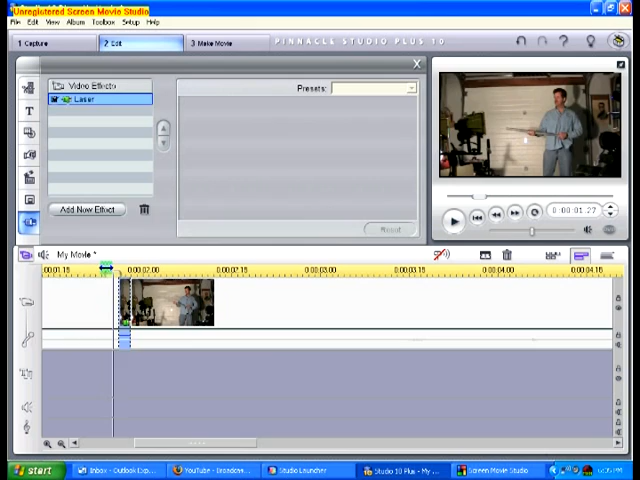 Unregistered Screen Movie Studio
File Edit View Album Toolbox Setup Help
1 Capture
2 Edit
3 Make Movie
PINNACLE STUDIO PLUS 10
Video Effects
Laser
Add New Effect
Presets:
Reset
0:00:01.27
My Movie *
0:00:01.15
0:00:02.00
0:00:02.15
0:00:03.00
0:00:03.15
0:00:04.00
0:00:04.15
start
Inbox - Outlook Exp...
YouTube - Broadcas...
Studio Launcher
Studio 10 Plus - My ...
Screen Movie Studio